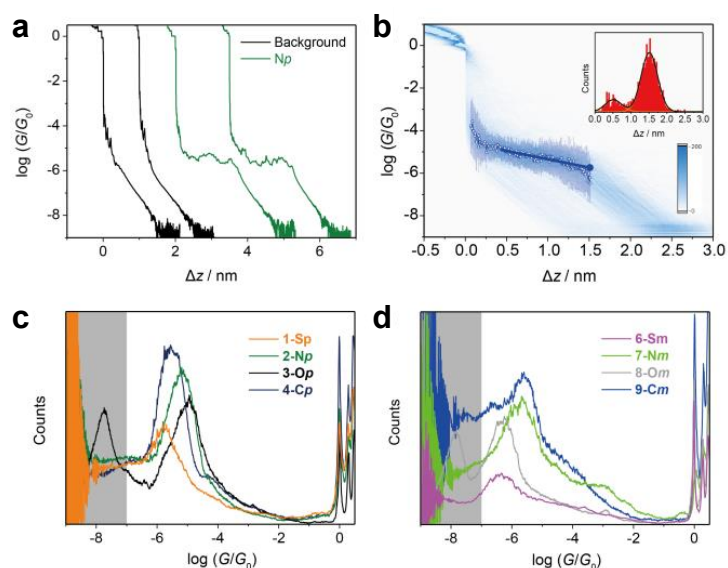 a
Background
Np
0
-2
-4
-6
-8
log (G/G0)
0 2 4 6
Δz / nm
b
0
-2
-4
-6
-8
log (G/G0)
-0.5 0.0 0.5 1.0 1.5 2.0 2.5 3.0
Δz / nm
Counts
0.0 0.5 1.0 1.5 2.0 2.5 3.0
Δz / nm
200
0
c
1-Sp
2-Np
3-Op
4-Cp
Counts
-8 -6 -4 -2 0
log (G/G0)
d
6-Sm
7-Nm
8-Om
9-Cm
Counts
-8 -6 -4 -2 0
log (G/G0)